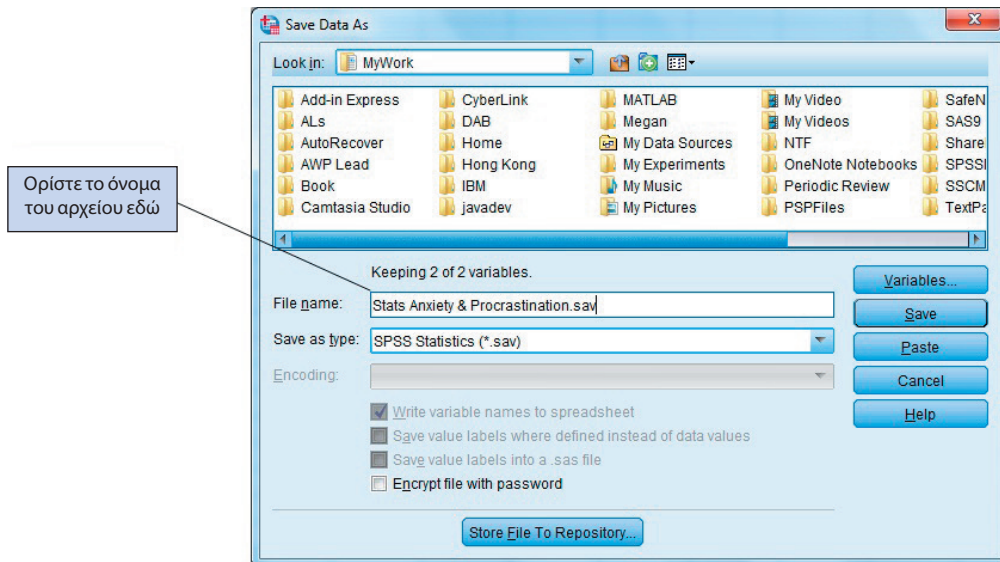 Save Data As
Look in: MyWork
Add-in Express CyberLink MATLAB My Video SafeN
ALs DAB Megan My Videos SAS9
AutoRecover Home My Data Sources NTF Share
AWP Lead Hong Kong My Experiments OneNote Notebooks SPSSI
Book IBM My Music Periodic Review SSCM
Camtasia Studio javadev My Pictures PSPFiles TextPa
Ορίστε το όνομα
του αρχείου εδώ
Keeping 2 of 2 variables.
Variables...
File name: Stats Anxiety & Procrastination.sav
Save
Save as type: SPSS Statistics (*.sav)
Paste
Encoding:
Cancel
Write variable names to spreadsheet
Help
Save value labels where defined instead of data values
Save value labels into a .sas file
Encrypt file with password
Store File To Repository...